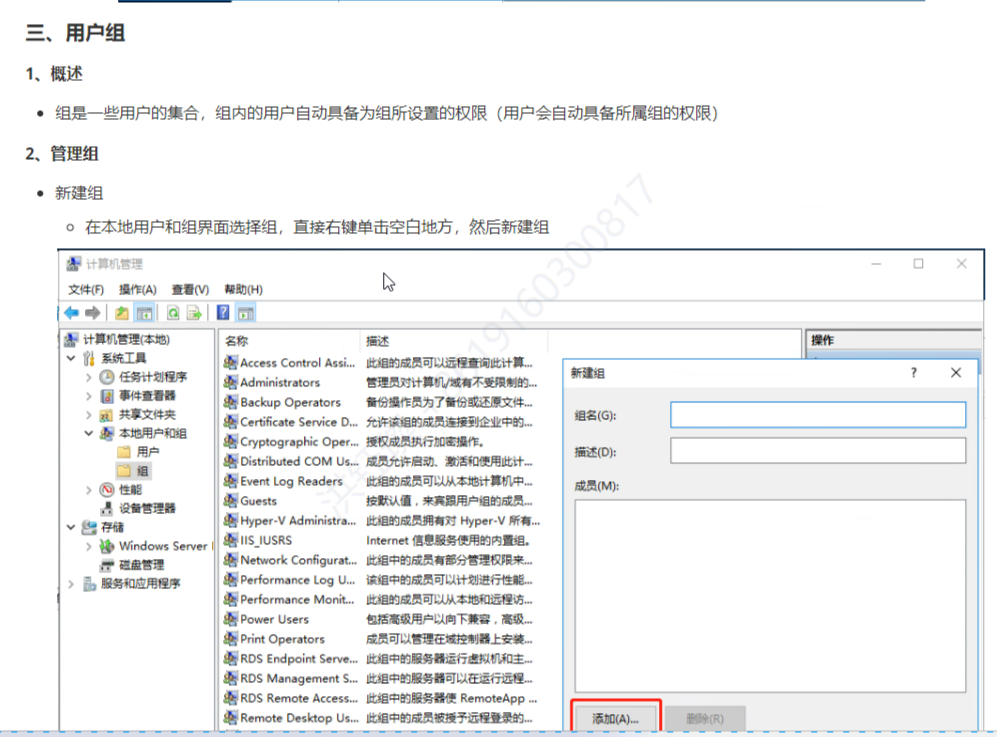 三、用户组
1、概述
组是一些用户的集合，组内的用户自动具备为组所设置的权限（用户会自动具备所属组的权限）
2、管理组
新建组
在本地用户和组界面选择组，直接右键单击空白地方，然后新建组
计算机管理
文件(F) 操作(A) 查看(V) 帮助(H)
计算机管理(本地)
系统工具
任务计划程序
事件查看器
共享文件夹
本地用户和组
用户
组
性能
设备管理器
存储
Windows Server
磁盘管理
服务和应用程序
名称 描述
Access Control Assi... 此组的成员可以远程查询此计算...
Administrators 管理员对计算机/域有不受限制的...
Backup Operators 备份操作员为了备份或还原文件...
Certificate Service D... 允许该组的成员连接到企业中的...
Cryptographic Oper... 授权成员执行加密操作。
Distributed COM Us... 成员允许启动、激活和使用此计...
Event Log Readers 此组的成员可以从本地计算机中...
Guests 按默认值，来宾跟用户组的成员...
Hyper-V Administra... 此组的成员拥有对 Hyper-V 所有...
IIS_IUSRS Internet 信息服务使用的内置组。
Network Configurat... 此组中的成员有部分管理权限来...
Performance Log U... 该组中的成员可以计划进行性能...
Performance Monit... 此组的成员可以从本地和远程访...
Power Users 包括高级用户以向下兼容，高级...
Print Operators 成员可以管理在域控制器上安装...
RDS Endpoint Serve... 此组中的服务器运行虚拟机和主...
RDS Management S... 此组中的服务器可以在运行远程...
RDS Remote Access... 此组中的服务器使 RemoteApp ...
Remote Desktop Us... 此组中的成员被授予远程登录的...
操作
新建组 ?
组名(G):
描述(D):
成员(M):
添加(A)... 删除(R)